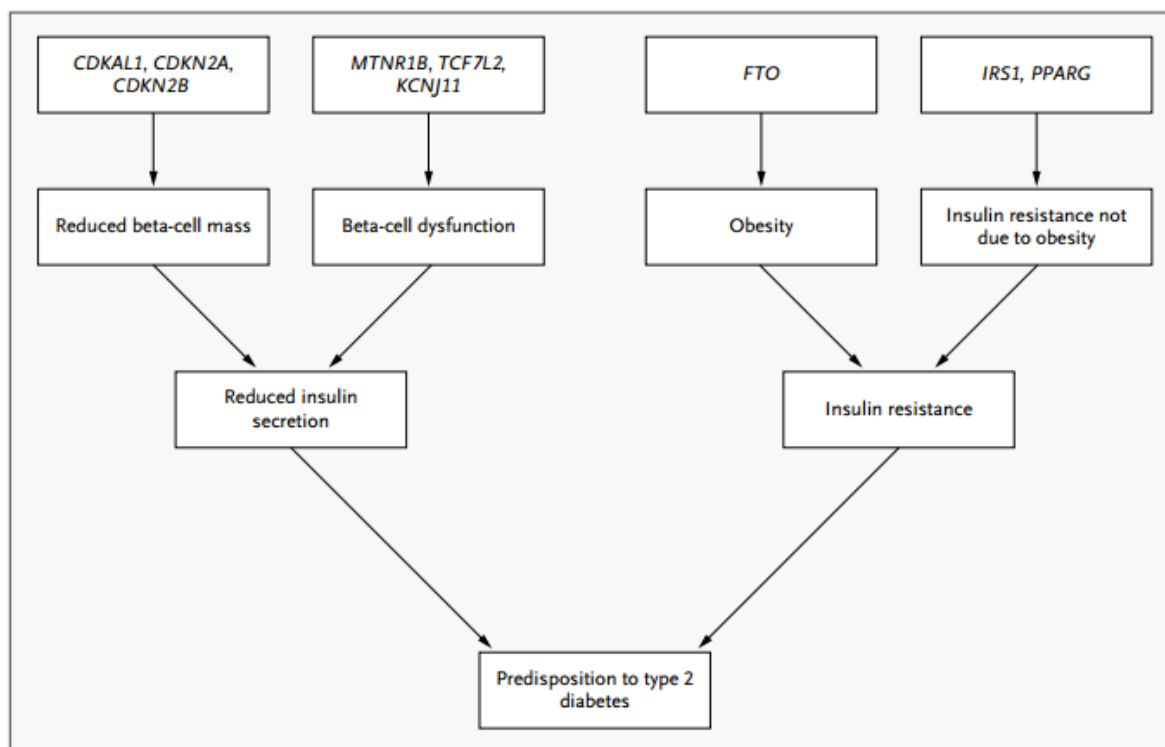 CDKAL1, CDKN2A,
CDKN2B
MTNR1B, TCF7L2,
KCNJ11
FTO
IRS1, PPARG
Reduced beta-cell mass
Beta-cell dysfunction
Obesity
Insulin resistance not
due to obesity
Reduced insulin
secretion
Insulin resistance
Predisposition to type 2
diabetes